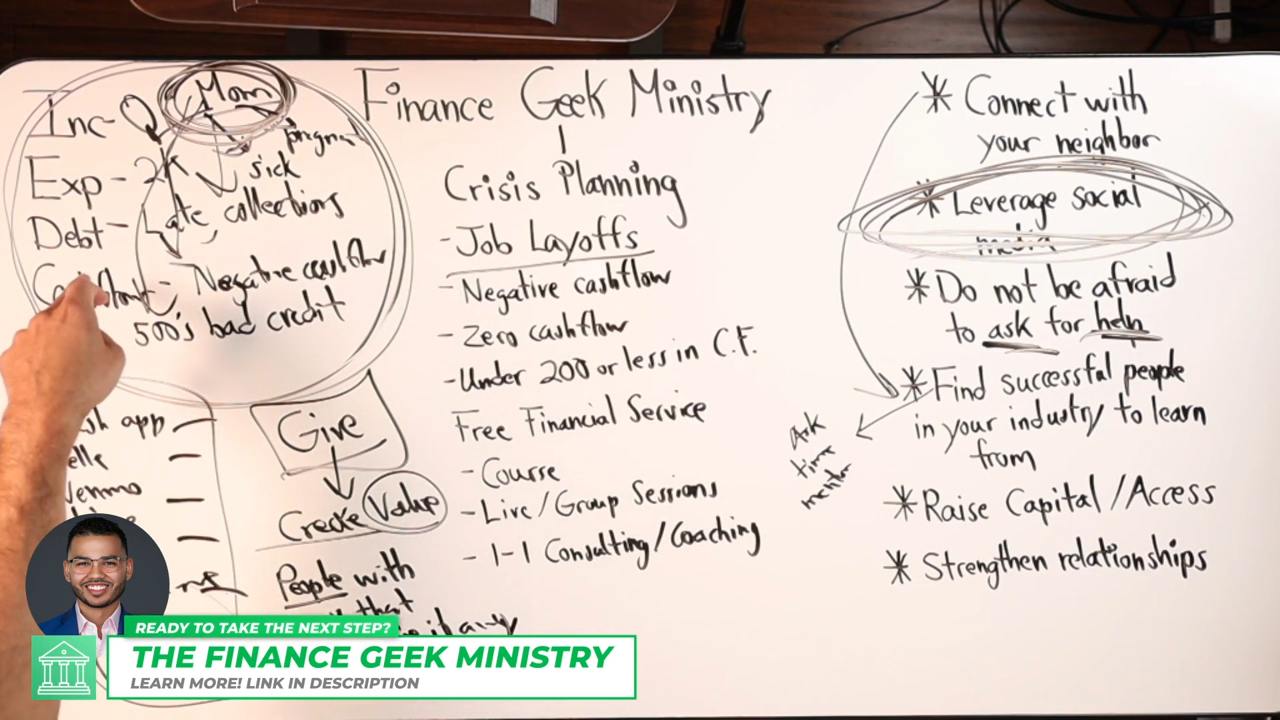 Mom
Inc - 0
pregnant
sick
Exp - 2K
Late, collections
Debt -
- Negative cashflow
500's bad credit
sh app -
elle -
Venmo -
Give
Create Value
People with
that
Finance Geek Ministry
Crisis Planning
- Job Layoffs
- Negative cashflow
- Zero cashflow
- Under 200 or less in C.F.
Free Financial Service
- Course
- Live/Group Sessions
- 1-1 Consulting/Coaching
* Connect with
your neighbor
* Leverage social
media
* Do not be afraid
to ask for help
* Find successful people
in your industry to learn
from
Ask
time
mentor
* Raise Capital/Access
* Strengthen relationships
READY TO TAKE THE NEXT STEP?
THE FINANCE GEEK MINISTRY
LEARN MORE! LINK IN DESCRIPTION